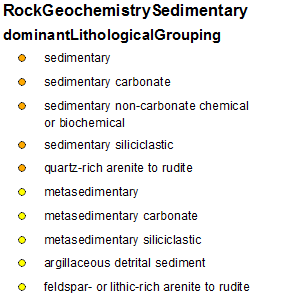 RockGeochemistrySedimentary
dominantLithologicalGrouping
sedimentary
sedimentary carbonate
sedimentary non-carbonate chemical
or biochemical
sedimentary siliciclastic
quartz-rich arenite to rudite
metasedimentary
metasedimentary carbonate
metasedimentary siliciclastic
argillaceous detrital sediment
feldspar- or lithic-rich arenite to rudite